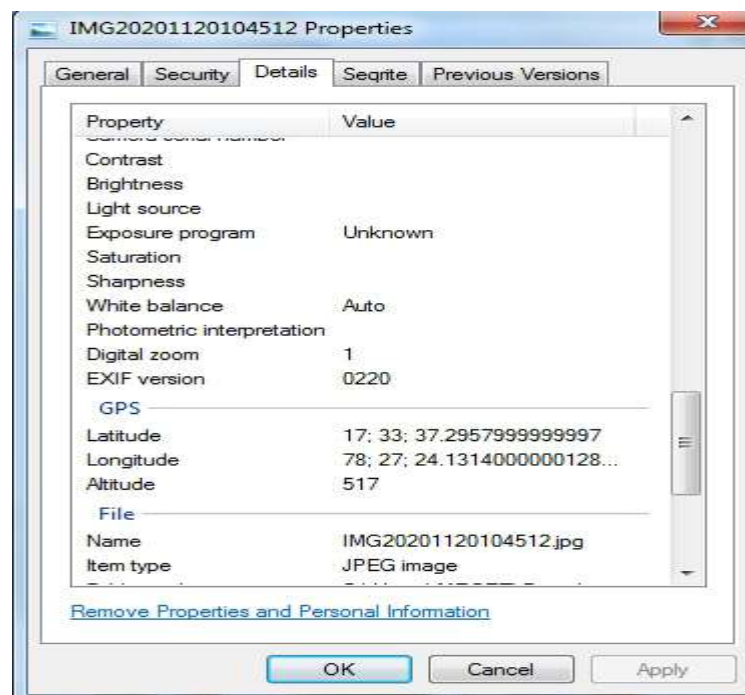 IMG20201120104512 Properties
General Security Details Seqrite Previous Versions
Property Value
Contrast
Brightness
Light source
Exposure program Unknown
Saturation
Sharpness
White balance Auto
Photometric interpretation
Digital zoom 1
EXIF version 0220
GPS
Latitude 17; 33; 37.2957999999997
Longitude 78; 27; 24.1314000000128...
Altitude 517
File
Name IMG20201120104512.jpg
Item type JPEG image
Remove Properties and Personal Information
OK Cancel Apply